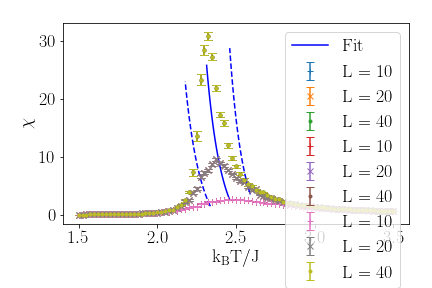 30
20
10
0
χ
1.5
2.0
2.5
3.0
3.5
k_BT/J
Fit
L = 10
L = 20
L = 40
L = 10
L = 20
L = 40
L = 10
L = 20
L = 40